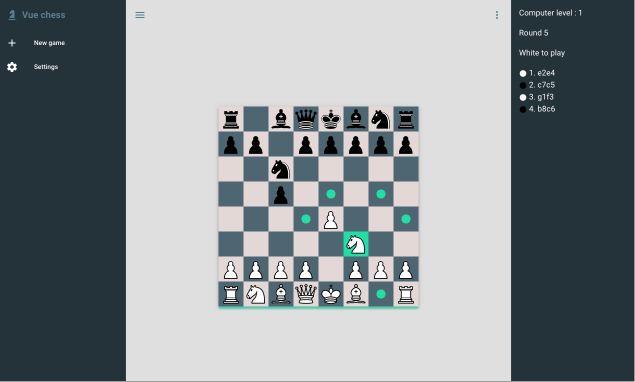 Vue chess
New game
Settings
Computer level : 1
Round 5
White to play
1. e2e4
2. c7c5
3. g1f3
4. b8c6